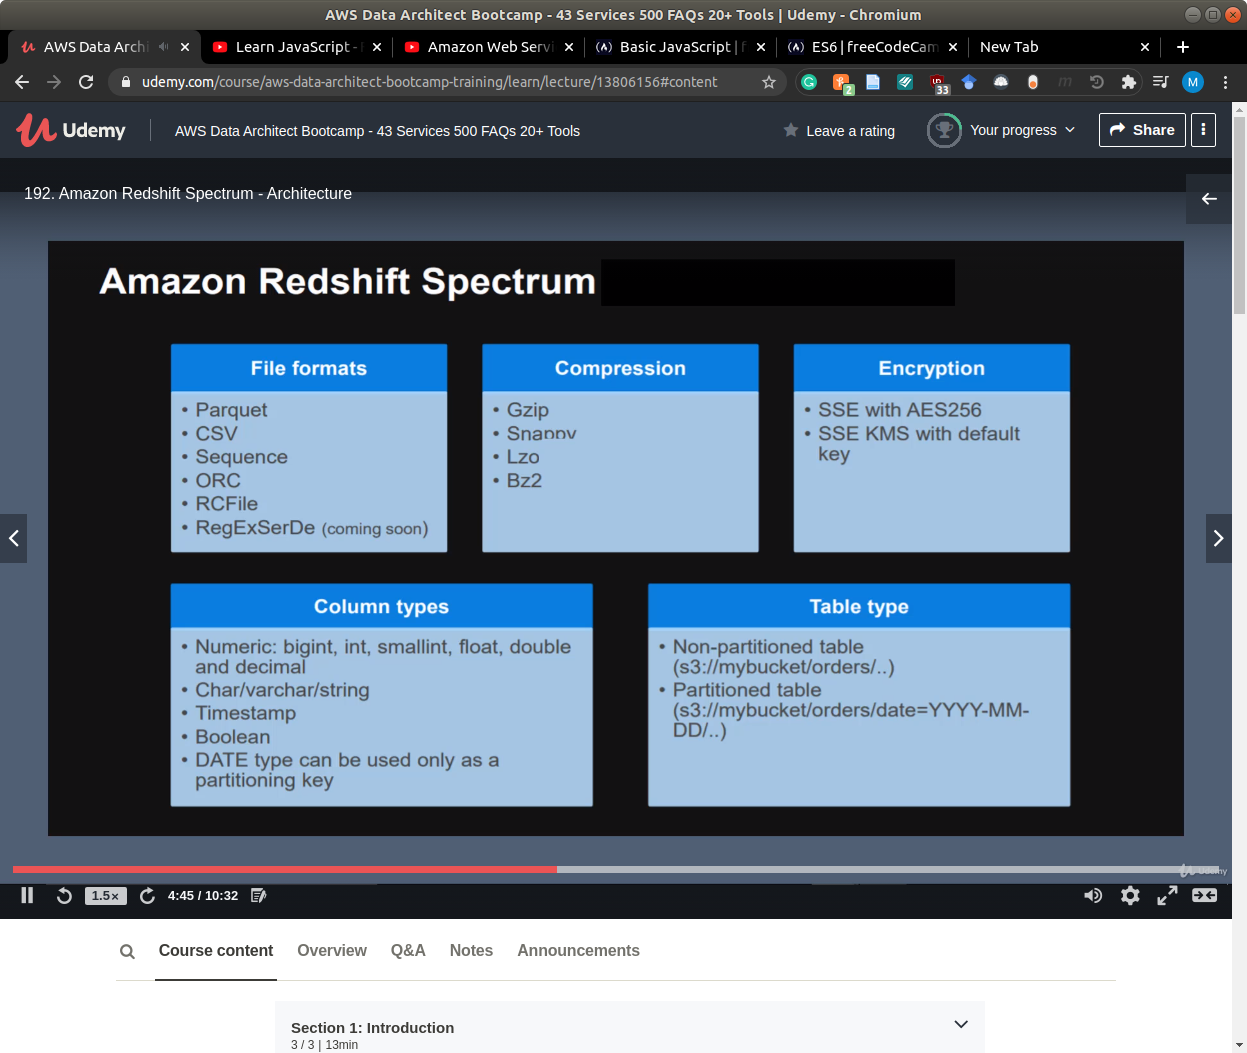 AWS Data Architect Bootcamp - 43 Services 500 FAQs 20+ Tools | Udemy - Chromium
AWS Data Archi
Learn JavaScript -
Amazon Web Servi
Basic JavaScript | f
ES6 | freeCodeCam
New Tab
udemy.com/course/aws-data-architect-bootcamp-training/learn/lecture/13806156#content
2
33
M
Udemy
AWS Data Architect Bootcamp - 43 Services 500 FAQs 20+ Tools
Leave a rating
Your progress
Share
192. Amazon Redshift Spectrum - Architecture
Amazon Redshift Spectrum
File formats
• Parquet
• CSV
• Sequence
• ORC
• RCFile
• RegExSerDe (coming soon)
Compression
• Gzip
• Snappy
• Lzo
• Bz2
Encryption
• SSE with AES256
• SSE KMS with default
key
Column types
• Numeric: bigint, int, smallint, float, double
and decimal
• Char/varchar/string
• Timestamp
• Boolean
• DATE type can be used only as a
partitioning key
Table type
• Non-partitioned table
(s3://mybucket/orders/..)
• Partitioned table
(s3://mybucket/orders/date=YYYY-MM-
DD/..)
Udemy
1.5×
4:45 / 10:32
Course content
Overview
Q&A
Notes
Announcements
Section 1: Introduction
3 / 3 | 13min